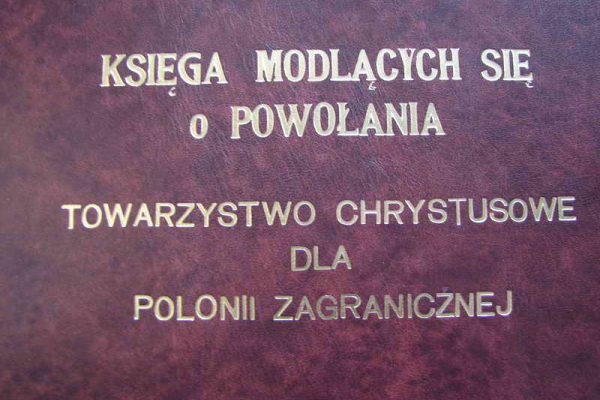 KSIĘGA MODLĄCYCH SIĘ
o POWOŁANIA
TOWARZYSTWO CHRYSTUSOWE
DLA
POLONII ZAGRANICZNEJ